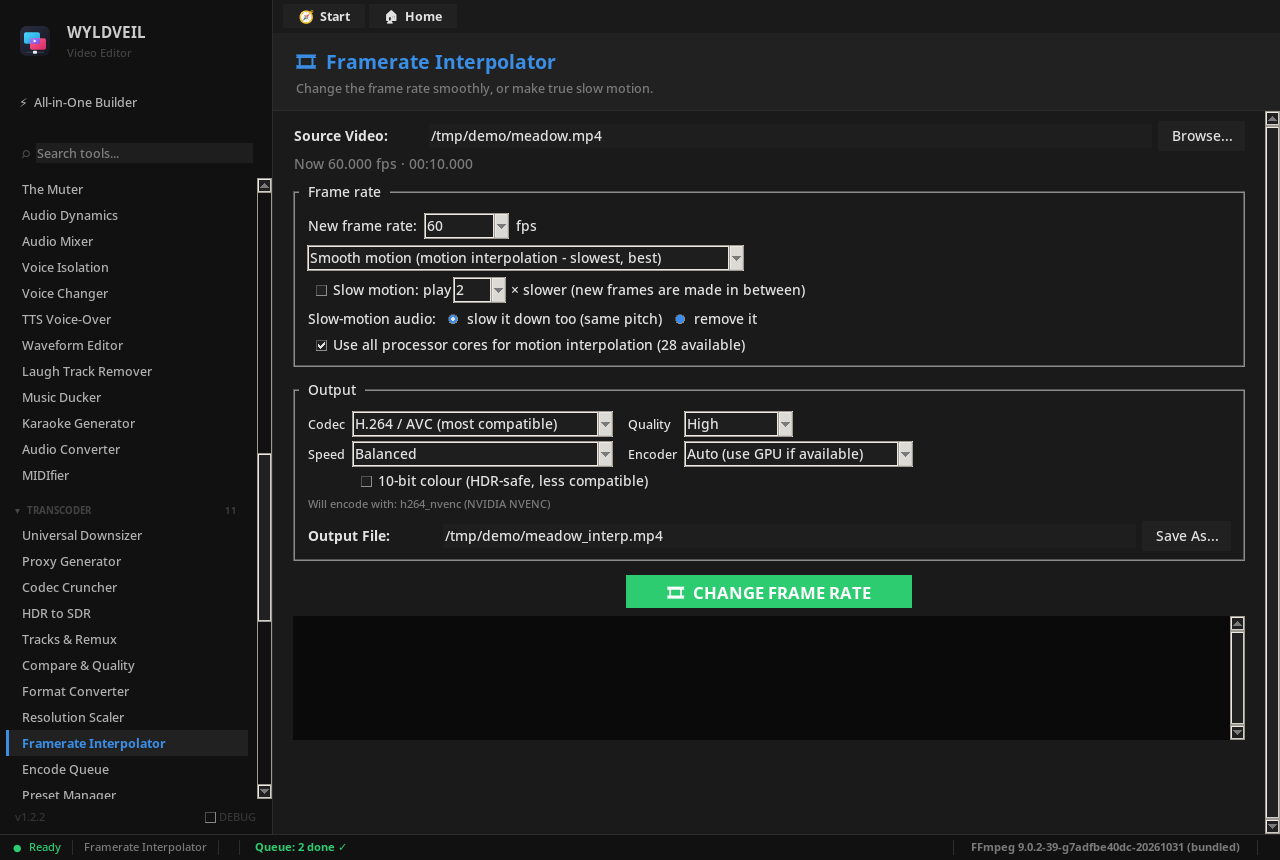 WYLDVEIL
Video Editor
⚡ All-in-One Builder
Search tools...
The Muter
Audio Dynamics
Audio Mixer
Voice Isolation
Voice Changer
TTS Voice-Over
Waveform Editor
Laugh Track Remover
Music Ducker
Karaoke Generator
Audio Converter
MIDIfier
TRANSCODER 11
Universal Downsizer
Proxy Generator
Codec Cruncher
HDR to SDR
Tracks & Remux
Compare & Quality
Format Converter
Resolution Scaler
Framerate Interpolator
Encode Queue
Preset Manager
v1.2.2 DEBUG
Start Home
Framerate Interpolator
Change the frame rate smoothly, or make true slow motion.
Source Video: /tmp/demo/meadow.mp4 Browse...
Now 60.000 fps · 00:10.000
Frame rate
New frame rate: 60 fps
Smooth motion (motion interpolation - slowest, best)
Slow motion: play 2 × slower (new frames are made in between)
Slow-motion audio: slow it down too (same pitch) remove it
Use all processor cores for motion interpolation (28 available)
Output
Codec H.264 / AVC (most compatible) Quality High
Speed Balanced Encoder Auto (use GPU if available)
10-bit colour (HDR-safe, less compatible)
Will encode with: h264_nvenc (NVIDIA NVENC)
Output File: /tmp/demo/meadow_interp.mp4 Save As...
CHANGE FRAME RATE
Ready Framerate Interpolator Queue: 2 done ✓ FFmpeg 9.0.2-39-g7adfbe40dc-20261031 (bundled)